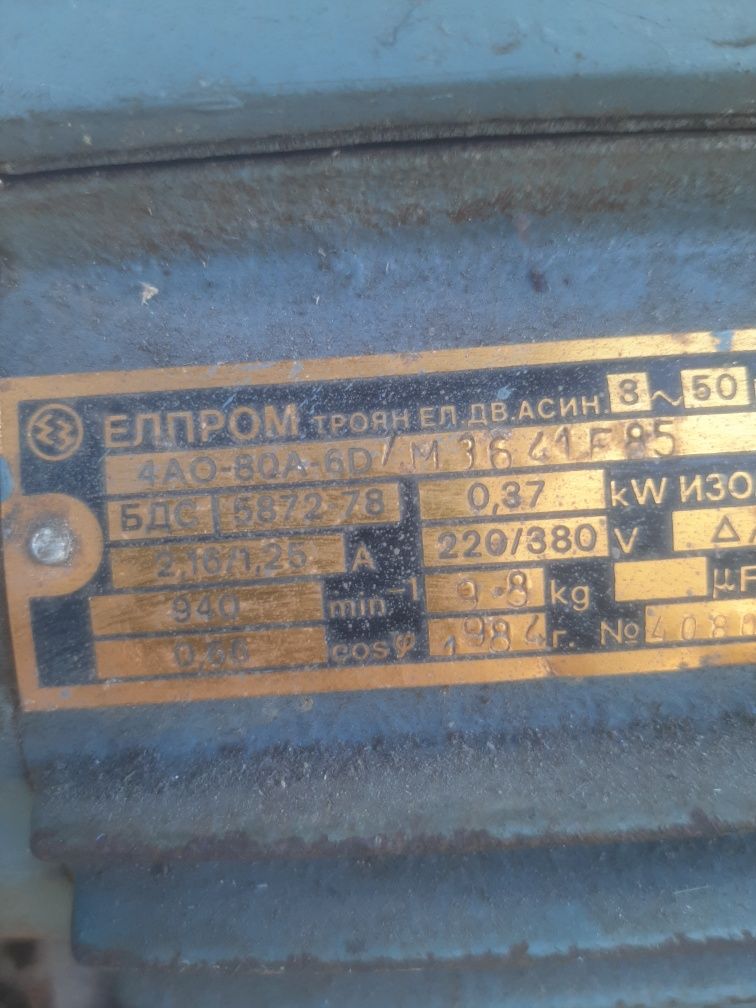 ЕЛПРОМ ТРОЯН ЕЛ.ДВ.АСИН. 3~50
4АО-80А-6D/М3641F85
БДС 5872-78 0,37 kW ИЗО
2,16/1,25 A 220/380 V Δ/
940 min⁻¹ 9.8 kg μF
0,66 cosφ 1984 г. № 4080